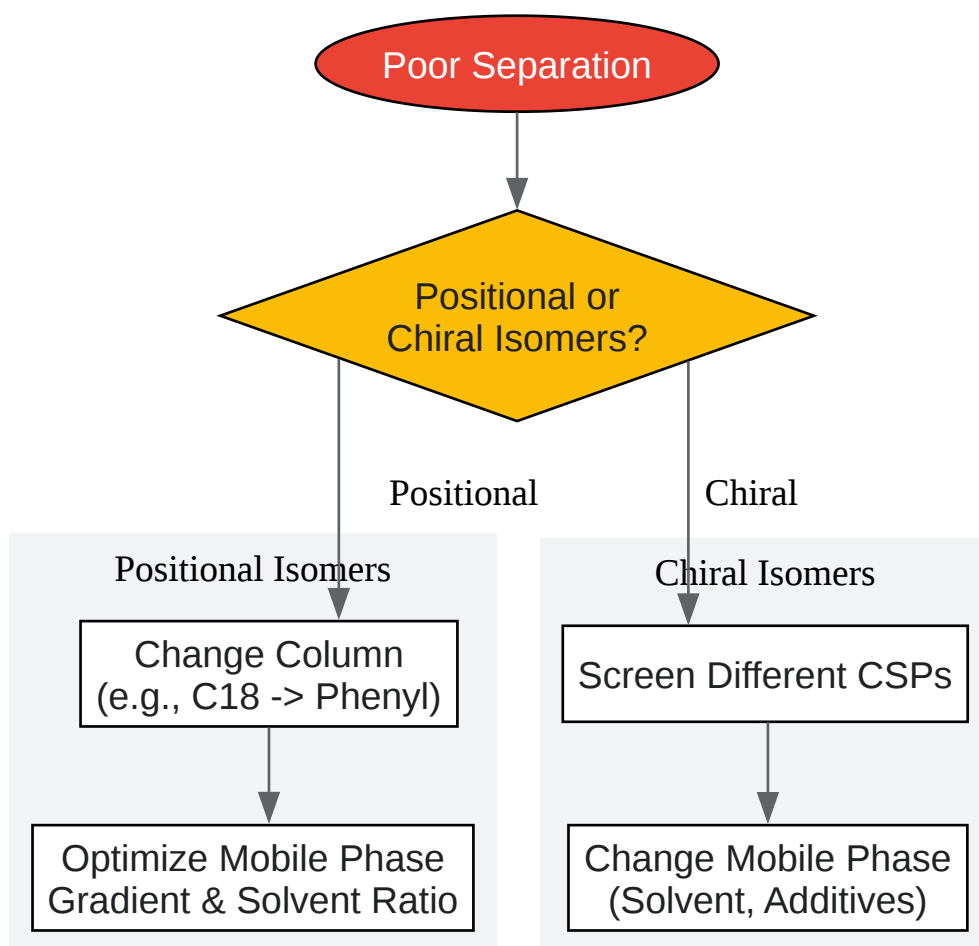 Poor Separation
Positional or
Chiral Isomers?
Positional
Chiral
Positional Isomers
Change Column
(e.g., C18 -> Phenyl)
Optimize Mobile Phase
Gradient & Solvent Ratio
Chiral Isomers
Screen Different CSPs
Change Mobile Phase
(Solvent, Additives)